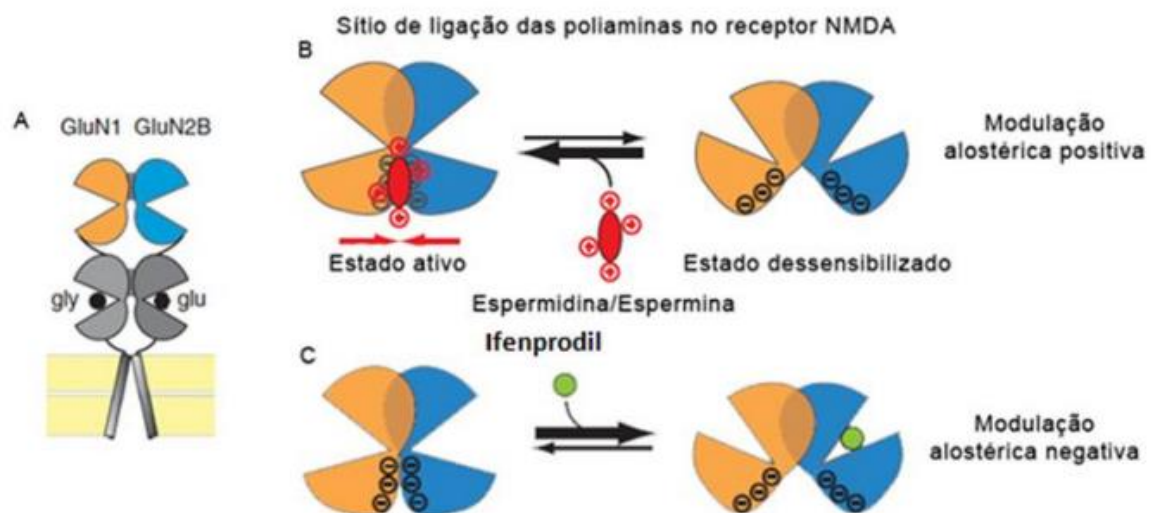 Sítio de ligação das poliaminas no receptor NMDA
A
GluN1 GluN2B
gly
glu
B
Modulação
alostérica positiva
Estado ativo
Estado dessensibilizado
Espermidina/Espermina
Ifenprodil
C
Modulação
alostérica negativa